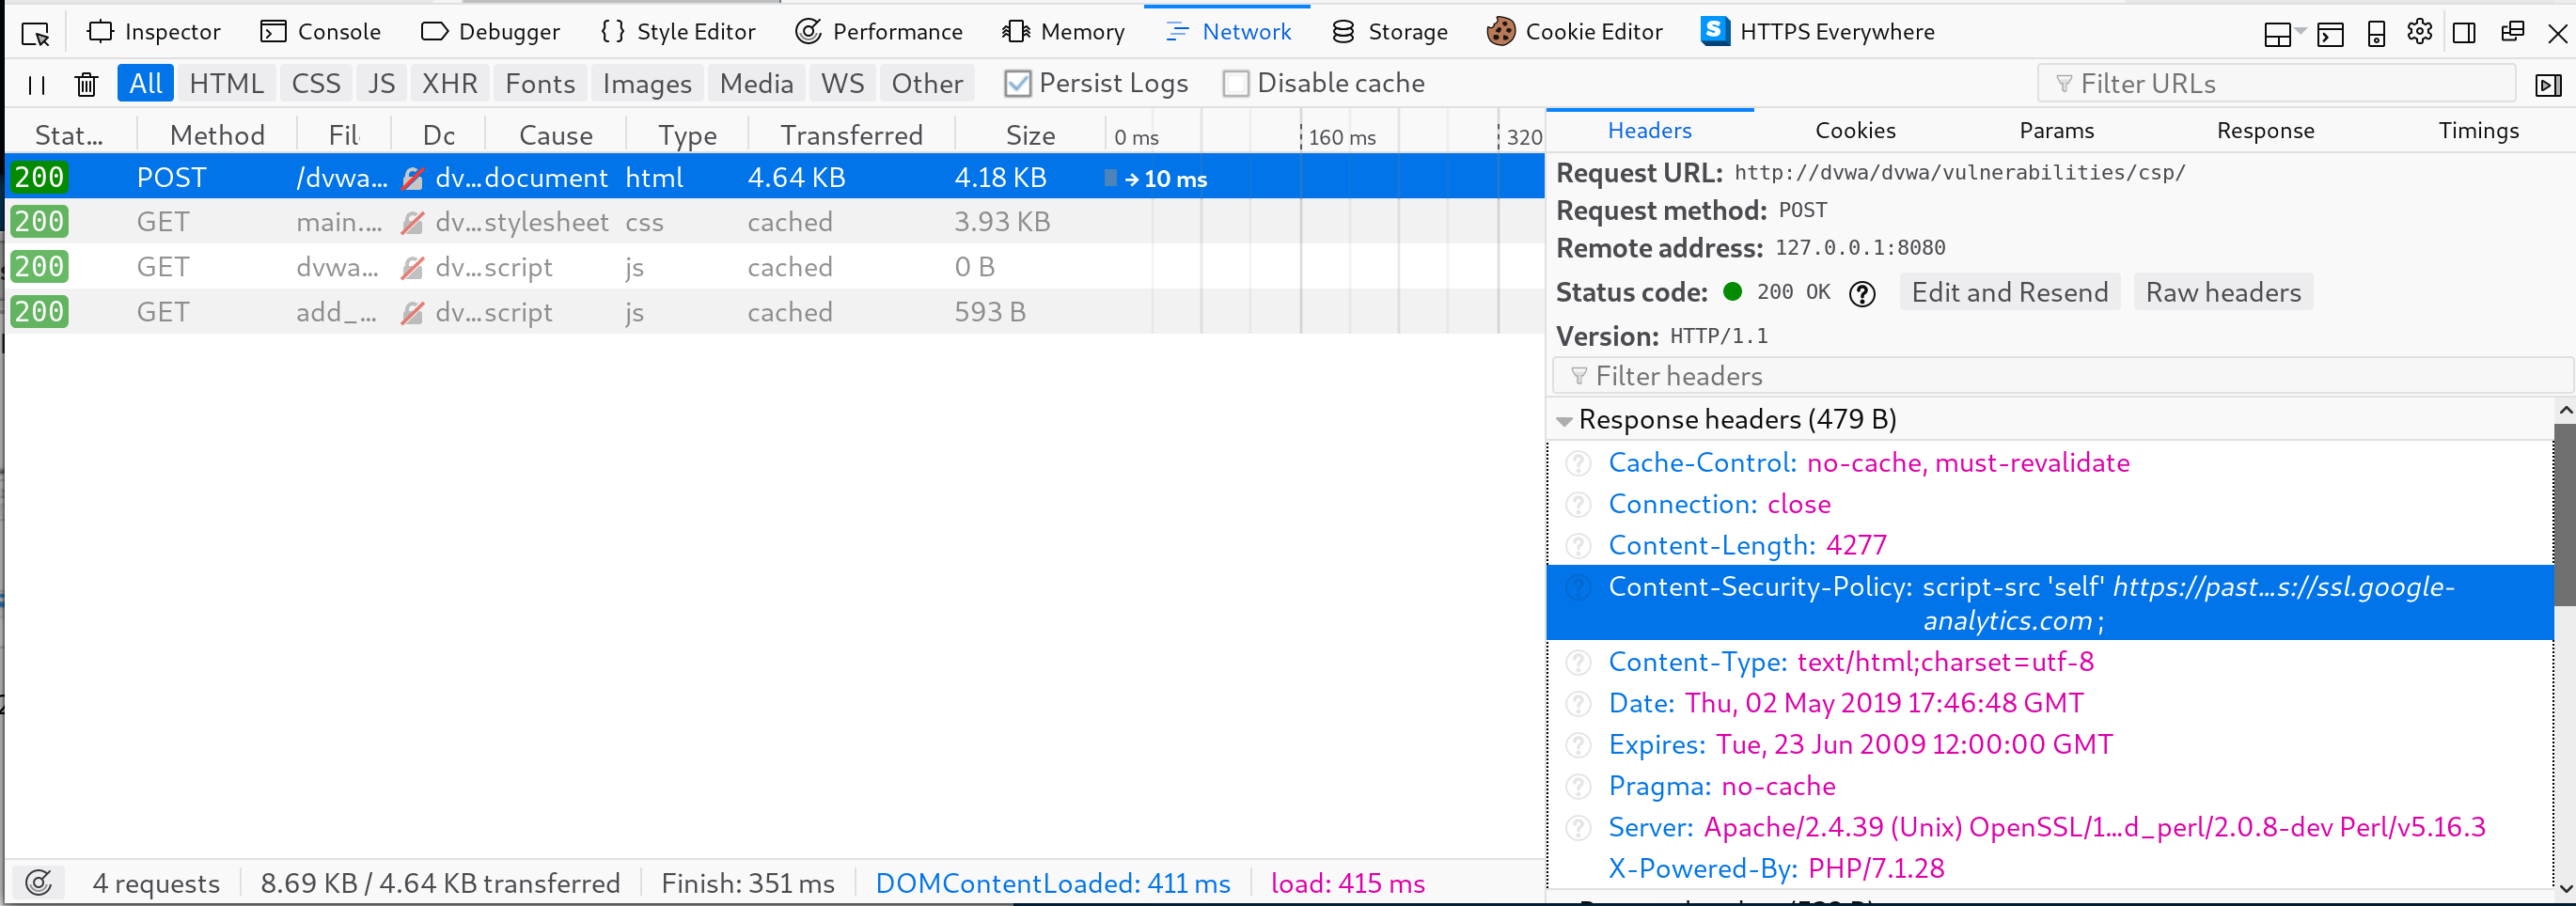 Inspector Console Debugger {} Style Editor Performance Memory Network Storage Cookie Editor S HTTPS Everywhere
All HTML CSS JS XHR Fonts Images Media WS Other Persist Logs Disable cache Filter URLs
Stat... Method Fil Dc Cause Type Transferred Size 0 ms 160 ms 320
200 POST /dvwa... dv... document html 4.64 KB 4.18 KB → 10 ms
200 GET main.... dv... stylesheet css cached 3.93 KB
200 GET dvwa... dv... script js cached 0 B
200 GET add_... dv... script js cached 593 B
4 requests 8.69 KB / 4.64 KB transferred Finish: 351 ms DOMContentLoaded: 411 ms load: 415 ms
Headers Cookies Params Response Timings
Request URL: http://dvwa/dvwa/vulnerabilities/csp/
Request method: POST
Remote address: 127.0.0.1:8080
Status code: 200 OK ? Edit and Resend Raw headers
Version: HTTP/1.1
Filter headers
Response headers (479 B)
? Cache-Control: no-cache, must-revalidate
? Connection: close
? Content-Length: 4277
? Content-Security-Policy: script-src 'self' https://past...s://ssl.google-
analytics.com ;
? Content-Type: text/html;charset=utf-8
? Date: Thu, 02 May 2019 17:46:48 GMT
? Expires: Tue, 23 Jun 2009 12:00:00 GMT
? Pragma: no-cache
? Server: Apache/2.4.39 (Unix) OpenSSL/1...d_perl/2.0.8-dev Perl/v5.16.3
X-Powered-By: PHP/7.1.28